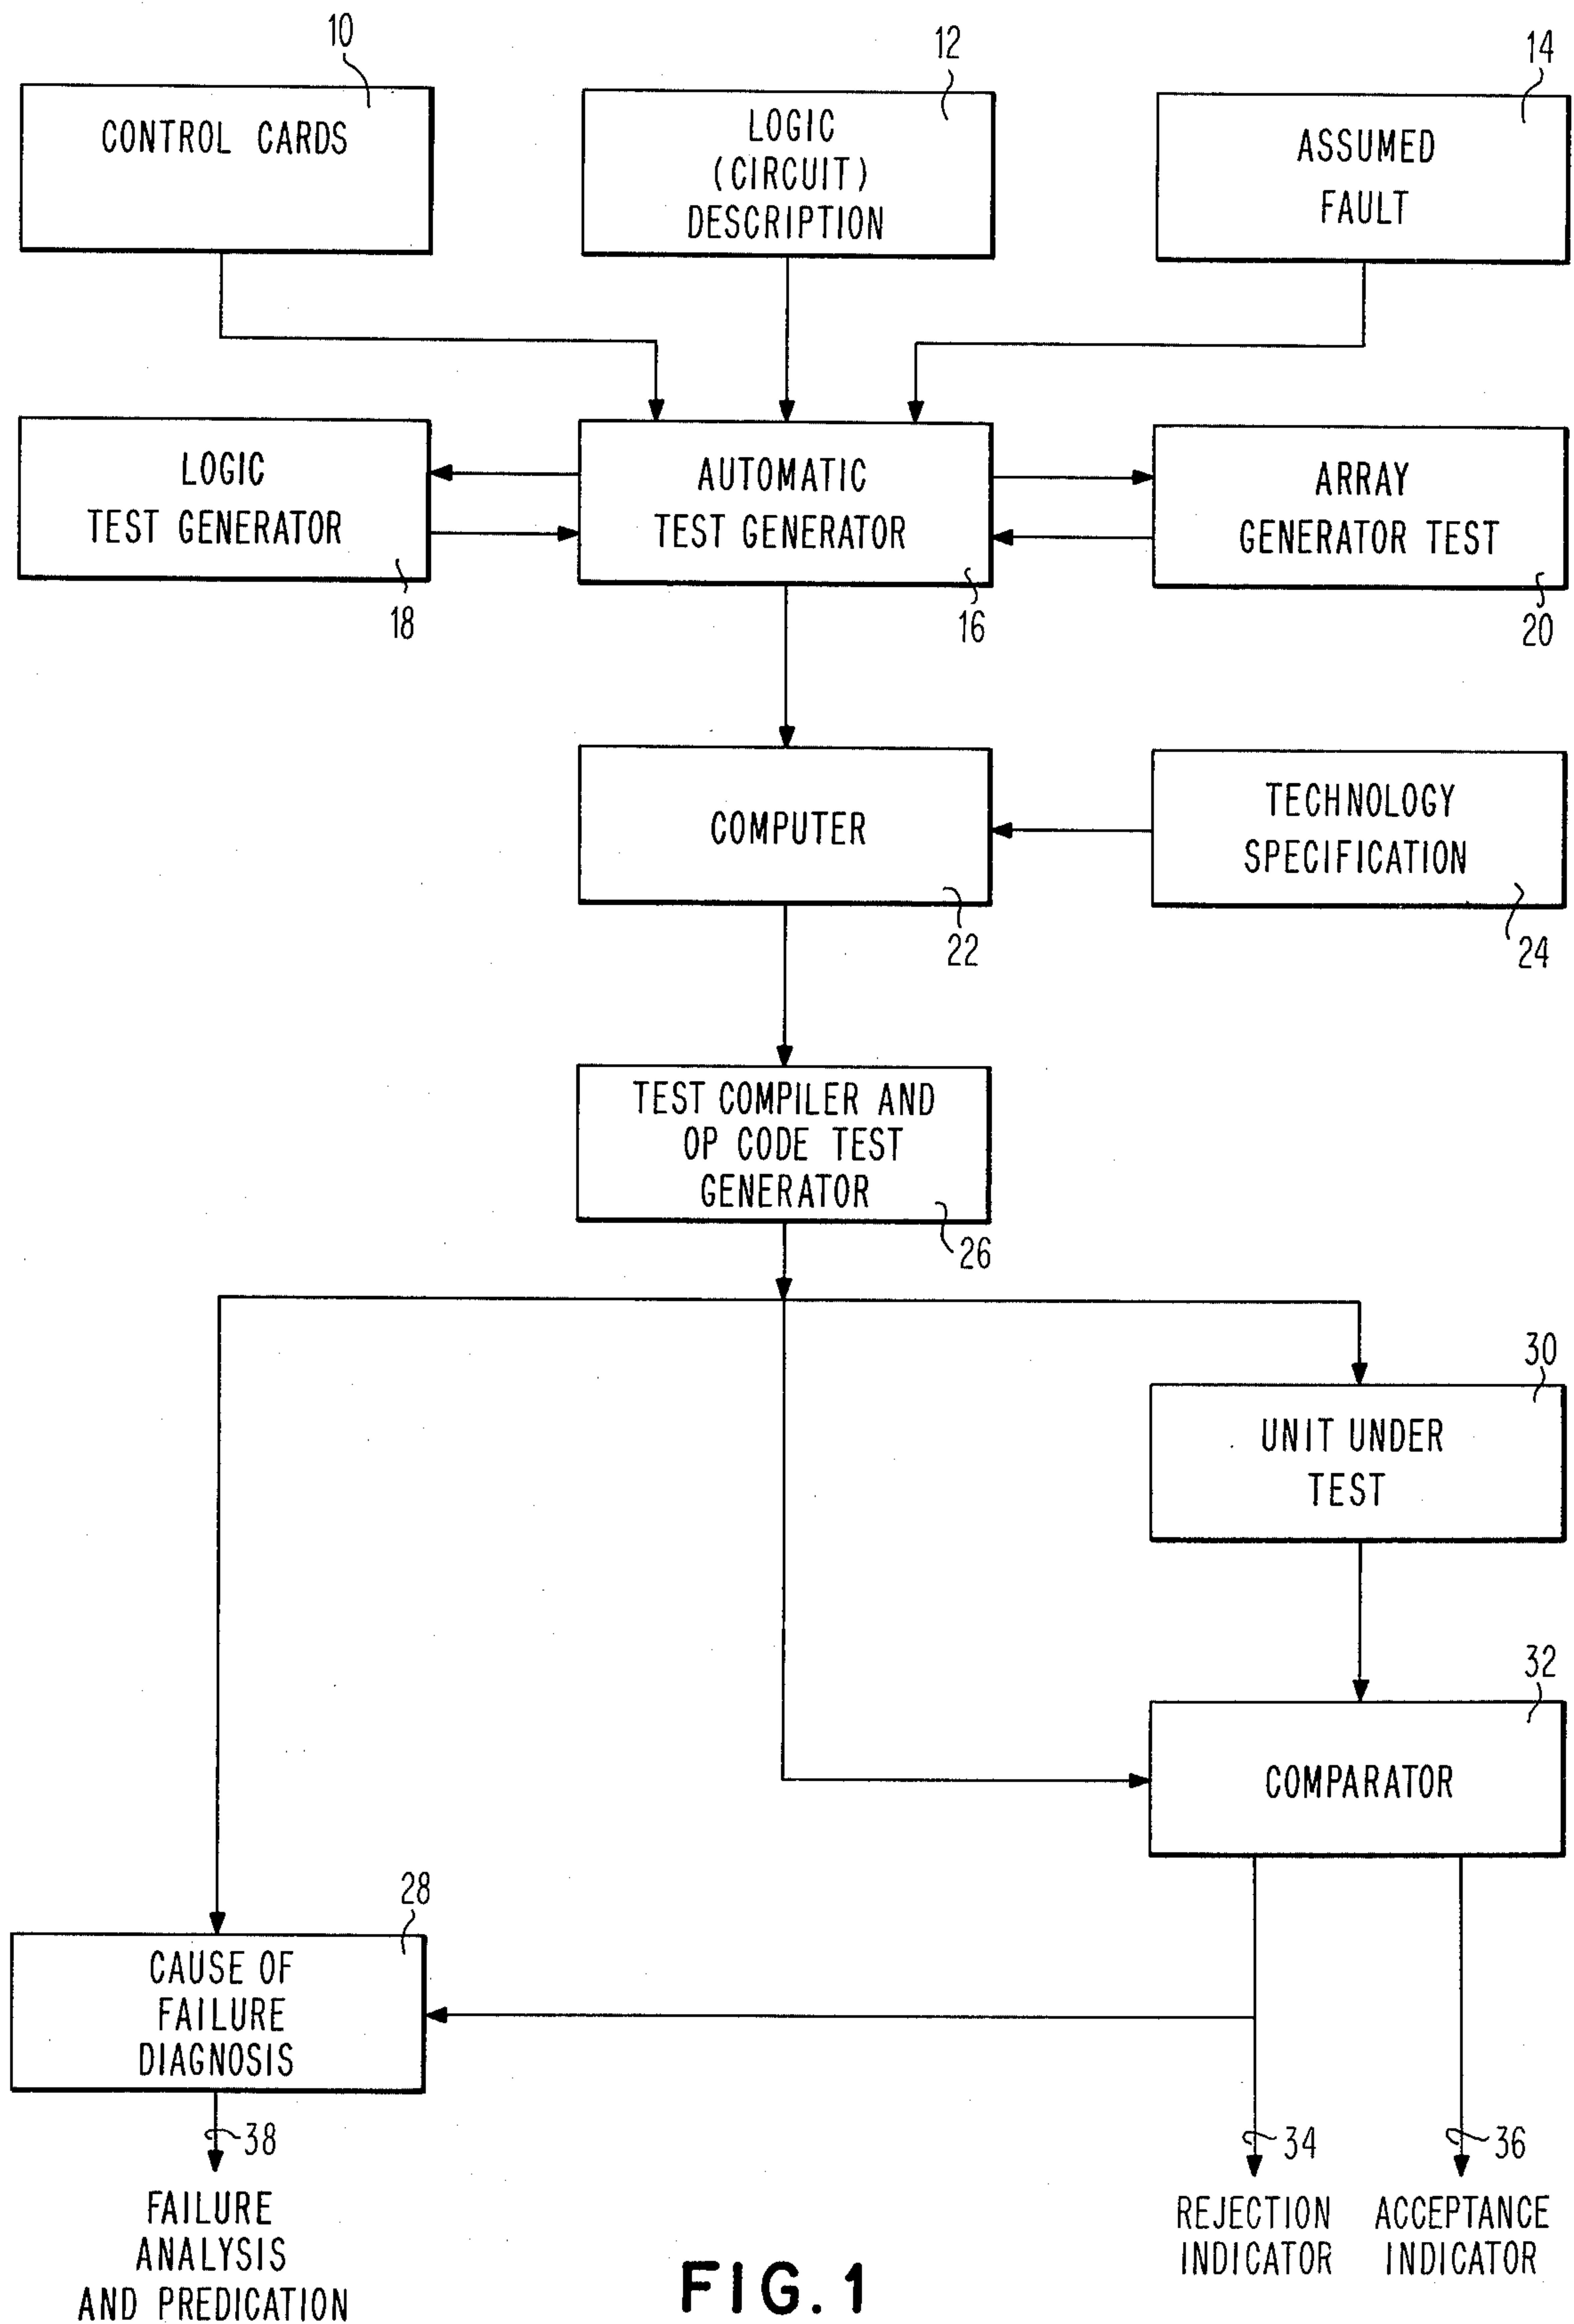 10
12
14
CONTROL CARDS
LOGIC
(CIRCUIT)
DESCRIPTION
ASSUMED
FAULT
LOGIC
TEST GENERATOR
18
AUTOMATIC
TEST GENERATOR
16
ARRAY
GENERATOR TEST
20
COMPUTER
22
TECHNOLOGY
SPECIFICATION
24
TEST COMPILER AND
OP CODE TEST
GENERATOR
26
30
UNIT UNDER
TEST
32
COMPARATOR
28
CAUSE OF
FAILURE
DIAGNOSIS
38
34
36
FAILURE
ANALYSIS
AND PREDICATION
REJECTION
INDICATOR
ACCEPTANCE
INDICATOR
FIG. 1